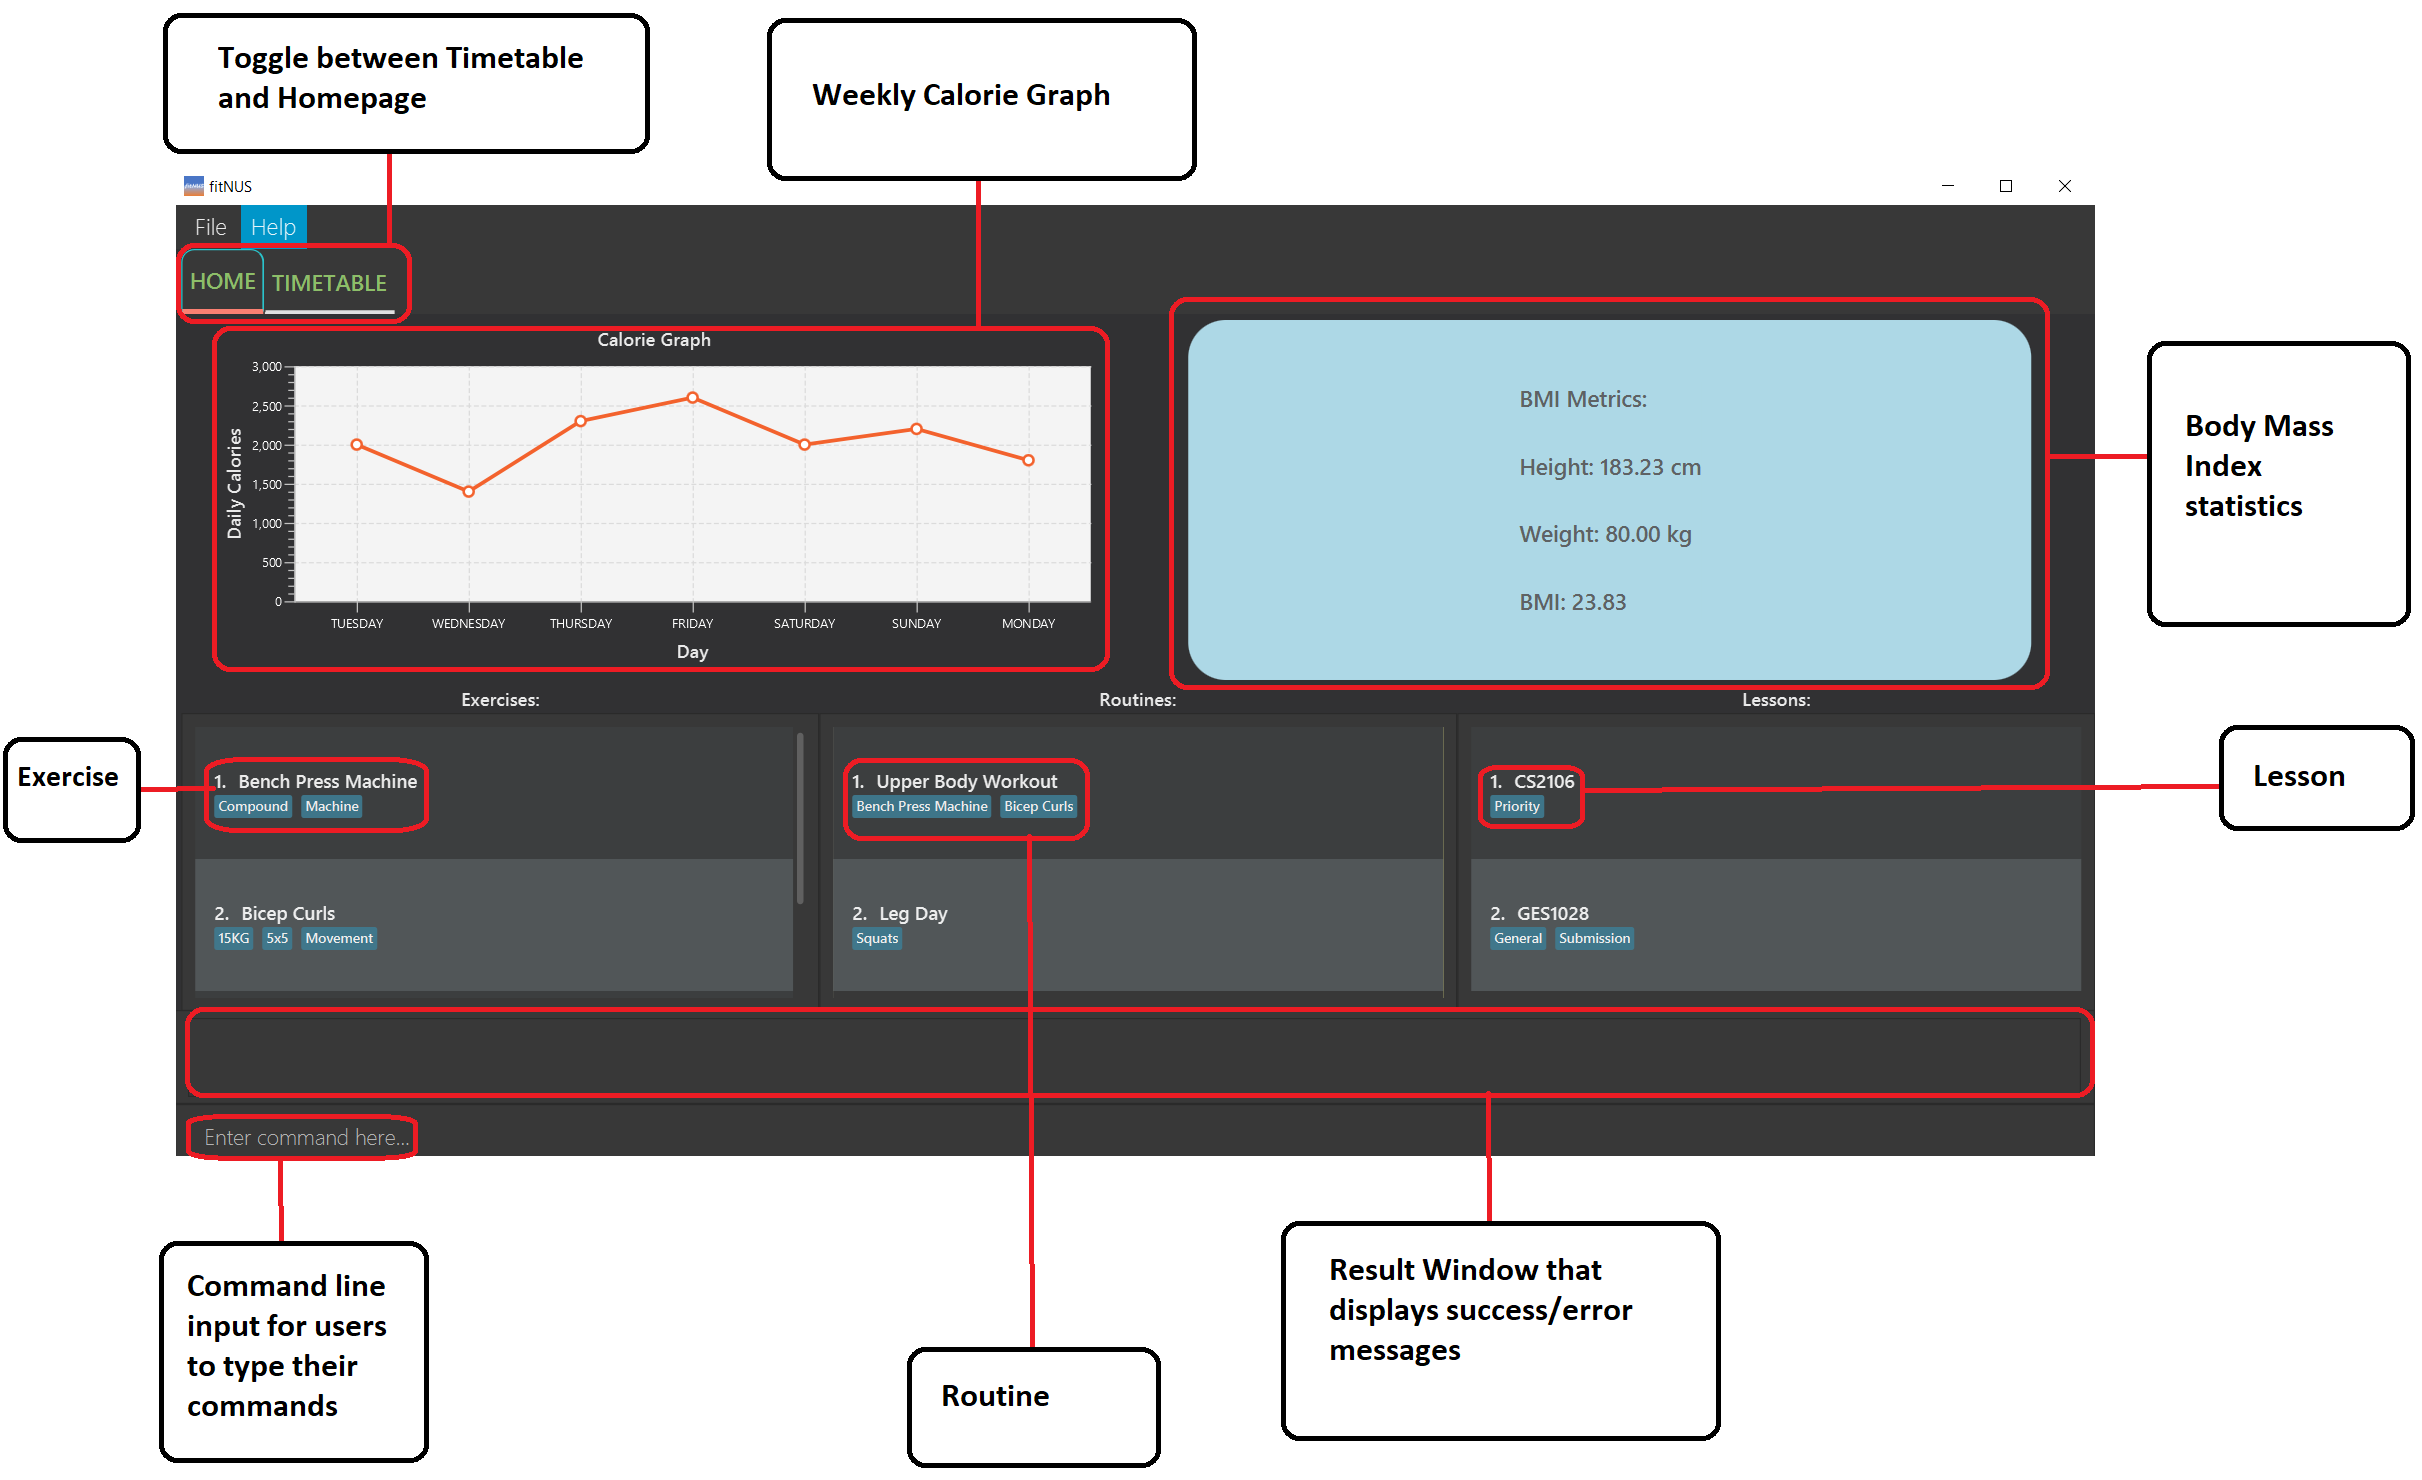 Toggle between Timetable
and Homepage
Weekly Calorie Graph
fitNUS
File Help
HOME TIMETABLE
Calorie Graph
3,000
2,500
2,000
1,500
1,000
500
0
Daily Calories
TUESDAY WEDNESDAY THURSDAY FRIDAY SATURDAY SUNDAY MONDAY
Day
BMI Metrics:
Height: 183.23 cm
Weight: 80.00 kg
BMI: 23.83
Body Mass
Index
statistics
Exercises:
Routines:
Lessons:
Exercise
1. Bench Press Machine
Compound Machine
2. Bicep Curls
15KG 5x5 Movement
1. Upper Body Workout
Bench Press Machine Bicep Curls
2. Leg Day
Squats
1. CS2106
Priority
2. GES1028
General Submission
Lesson
Enter command here...
Command line
input for users
to type their
commands
Routine
Result Window that
displays success/error
messages